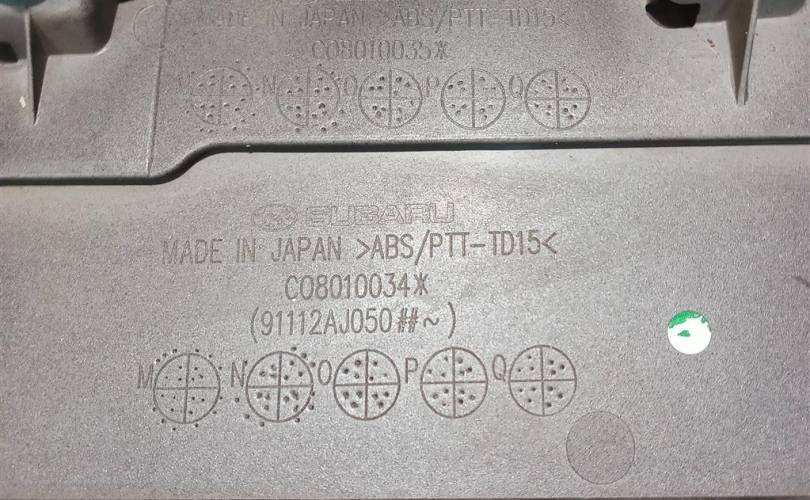 MADE IN JAPAN >ABS/PTT-TD15<
C08010035*
M N O P Q
SUBARU
MADE IN JAPAN >ABS/PTT-TD15<
C08010034*
(91112AJ050##~)
M N O P Q